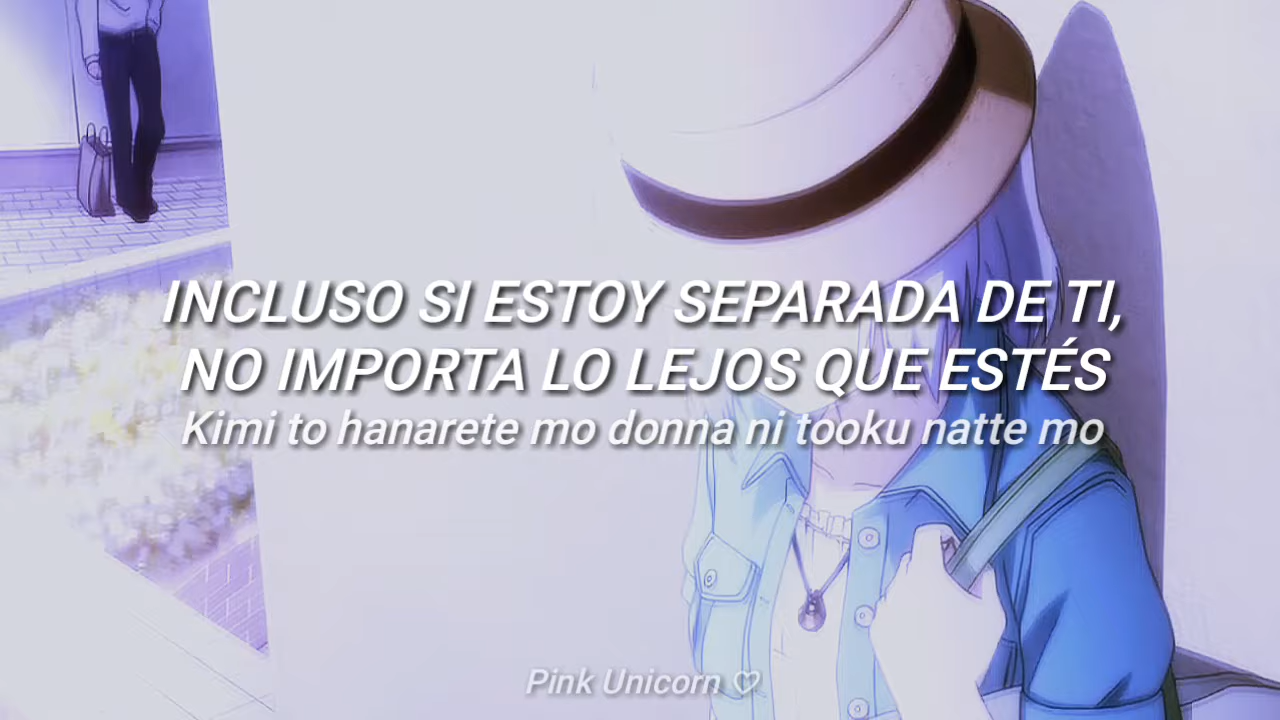 INCLUSO SI ESTOY SEPARADA DE TI,
NO IMPORTA LO LEJOS QUE ESTÉS
Kimi to hanarete mo donna ni tooku natte mo
Pink Unicorn ♡